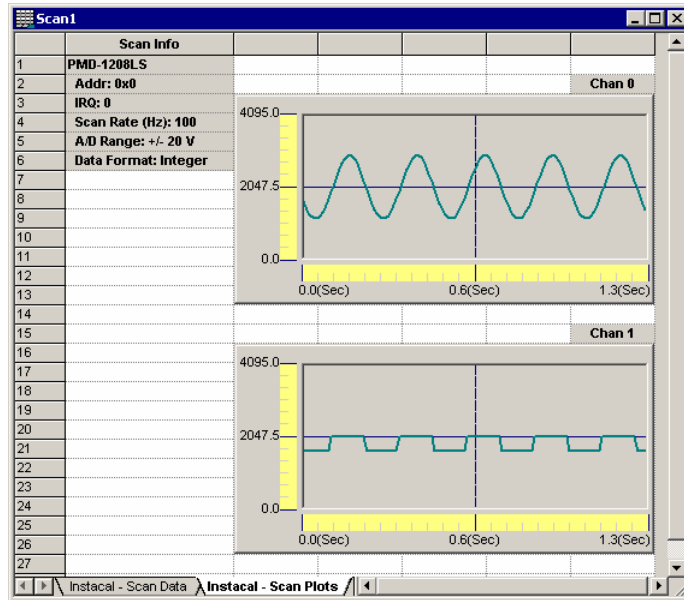 Scan1
Scan Info
1 PMD-1208LS
2 Addr: 0x0 Chan 0
3 IRQ: 0
4 Scan Rate (Hz): 100
5 A/D Range: +/- 20 V
6 Data Format: Integer
7
8
9
10
11
12
13
4095.0
2047.5
0.0
0.0(Sec) 0.6(Sec) 1.3(Sec)
14
15 Chan 1
16
17
18
19
20
21
22
23
24
25
26
27
4095.0
2047.5
0.0
0.0(Sec) 0.6(Sec) 1.3(Sec)
Instacal - Scan Data Instacal - Scan Plots